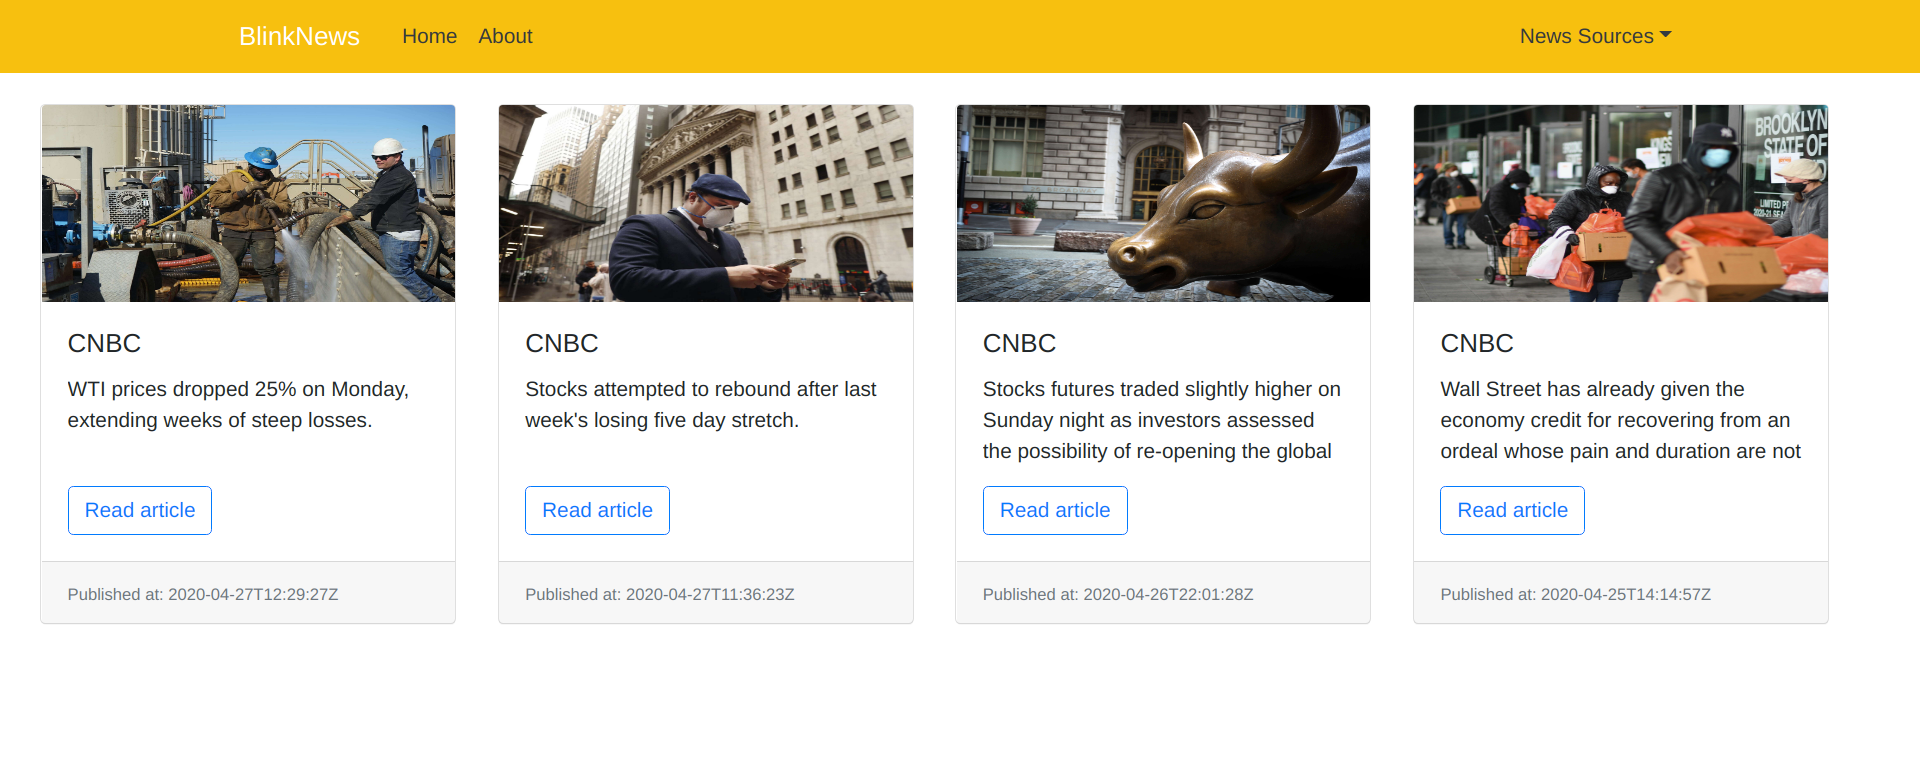 BlinkNews Home About News Sources
BROOKLYN
STATE OF
LIMITED
CNBC
WTI prices dropped 25% on Monday,
extending weeks of steep losses.
Read article
Published at: 2020-04-27T12:29:27Z
CNBC
Stocks attempted to rebound after last
week's losing five day stretch.
Read article
Published at: 2020-04-27T11:36:23Z
CNBC
Stocks futures traded slightly higher on
Sunday night as investors assessed
the possibility of re-opening the global
Read article
Published at: 2020-04-26T22:01:28Z
CNBC
Wall Street has already given the
economy credit for recovering from an
ordeal whose pain and duration are not
Read article
Published at: 2020-04-25T14:14:57Z